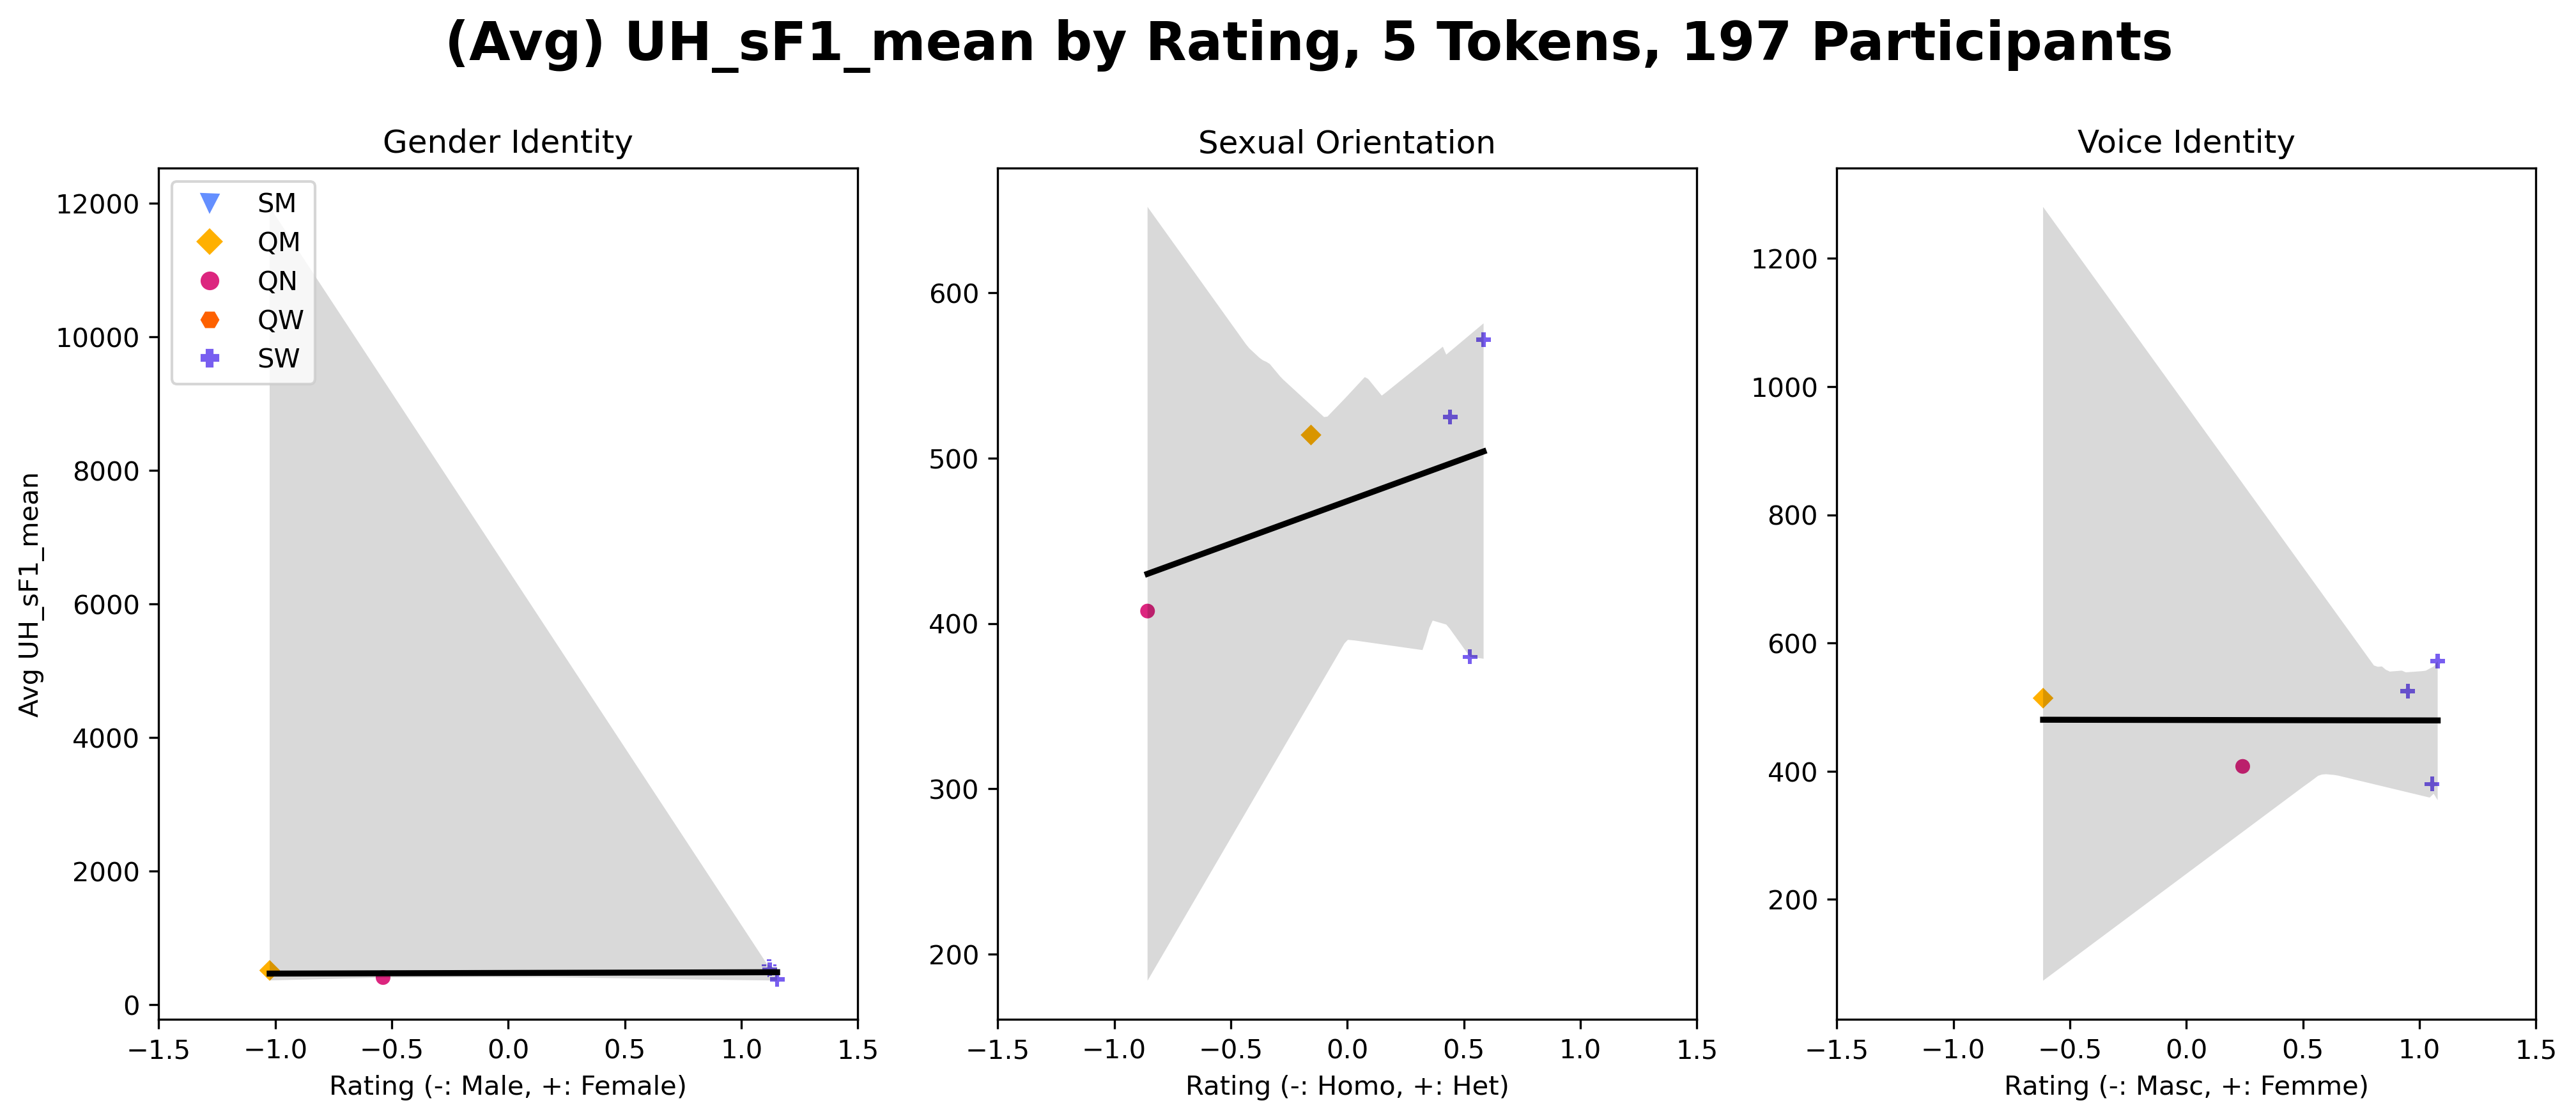 (Avg) UH_sF1_mean by Rating, 5 Tokens, 197 Participants
Gender Identity
Sexual Orientation
Voice Identity
SM
QM
QN
QW
SW
12000
10000
8000
6000
4000
2000
0
Avg UH_sF1_mean
−1.5 −1.0 −0.5 0.0 0.5 1.0 1.5
Rating (-: Male, +: Female)
600
500
400
300
200
−1.5 −1.0 −0.5 0.0 0.5 1.0 1.5
Rating (-: Homo, +: Het)
1200
1000
800
600
400
200
−1.5 −1.0 −0.5 0.0 0.5 1.0 1.5
Rating (-: Masc, +: Femme)